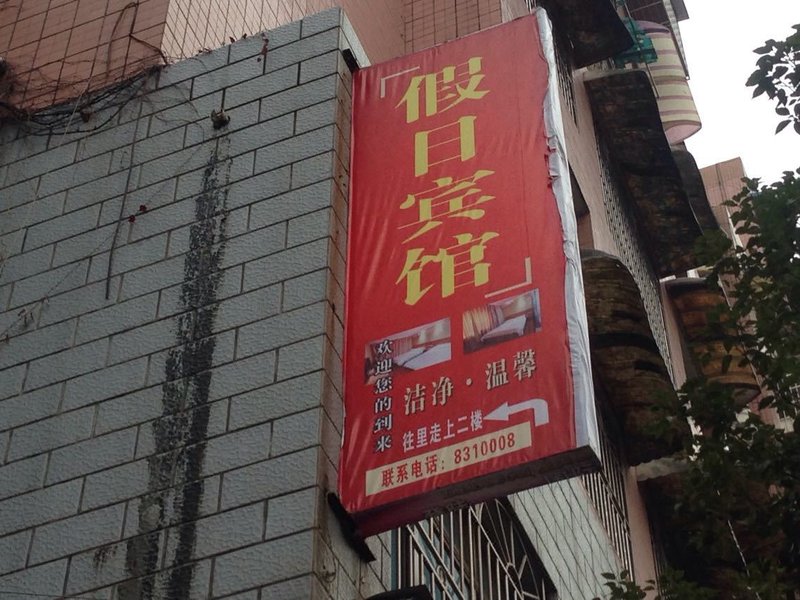 「假日宾馆」
欢迎您的到来
洁净·温馨
往里走上二楼
联系电话：8310008